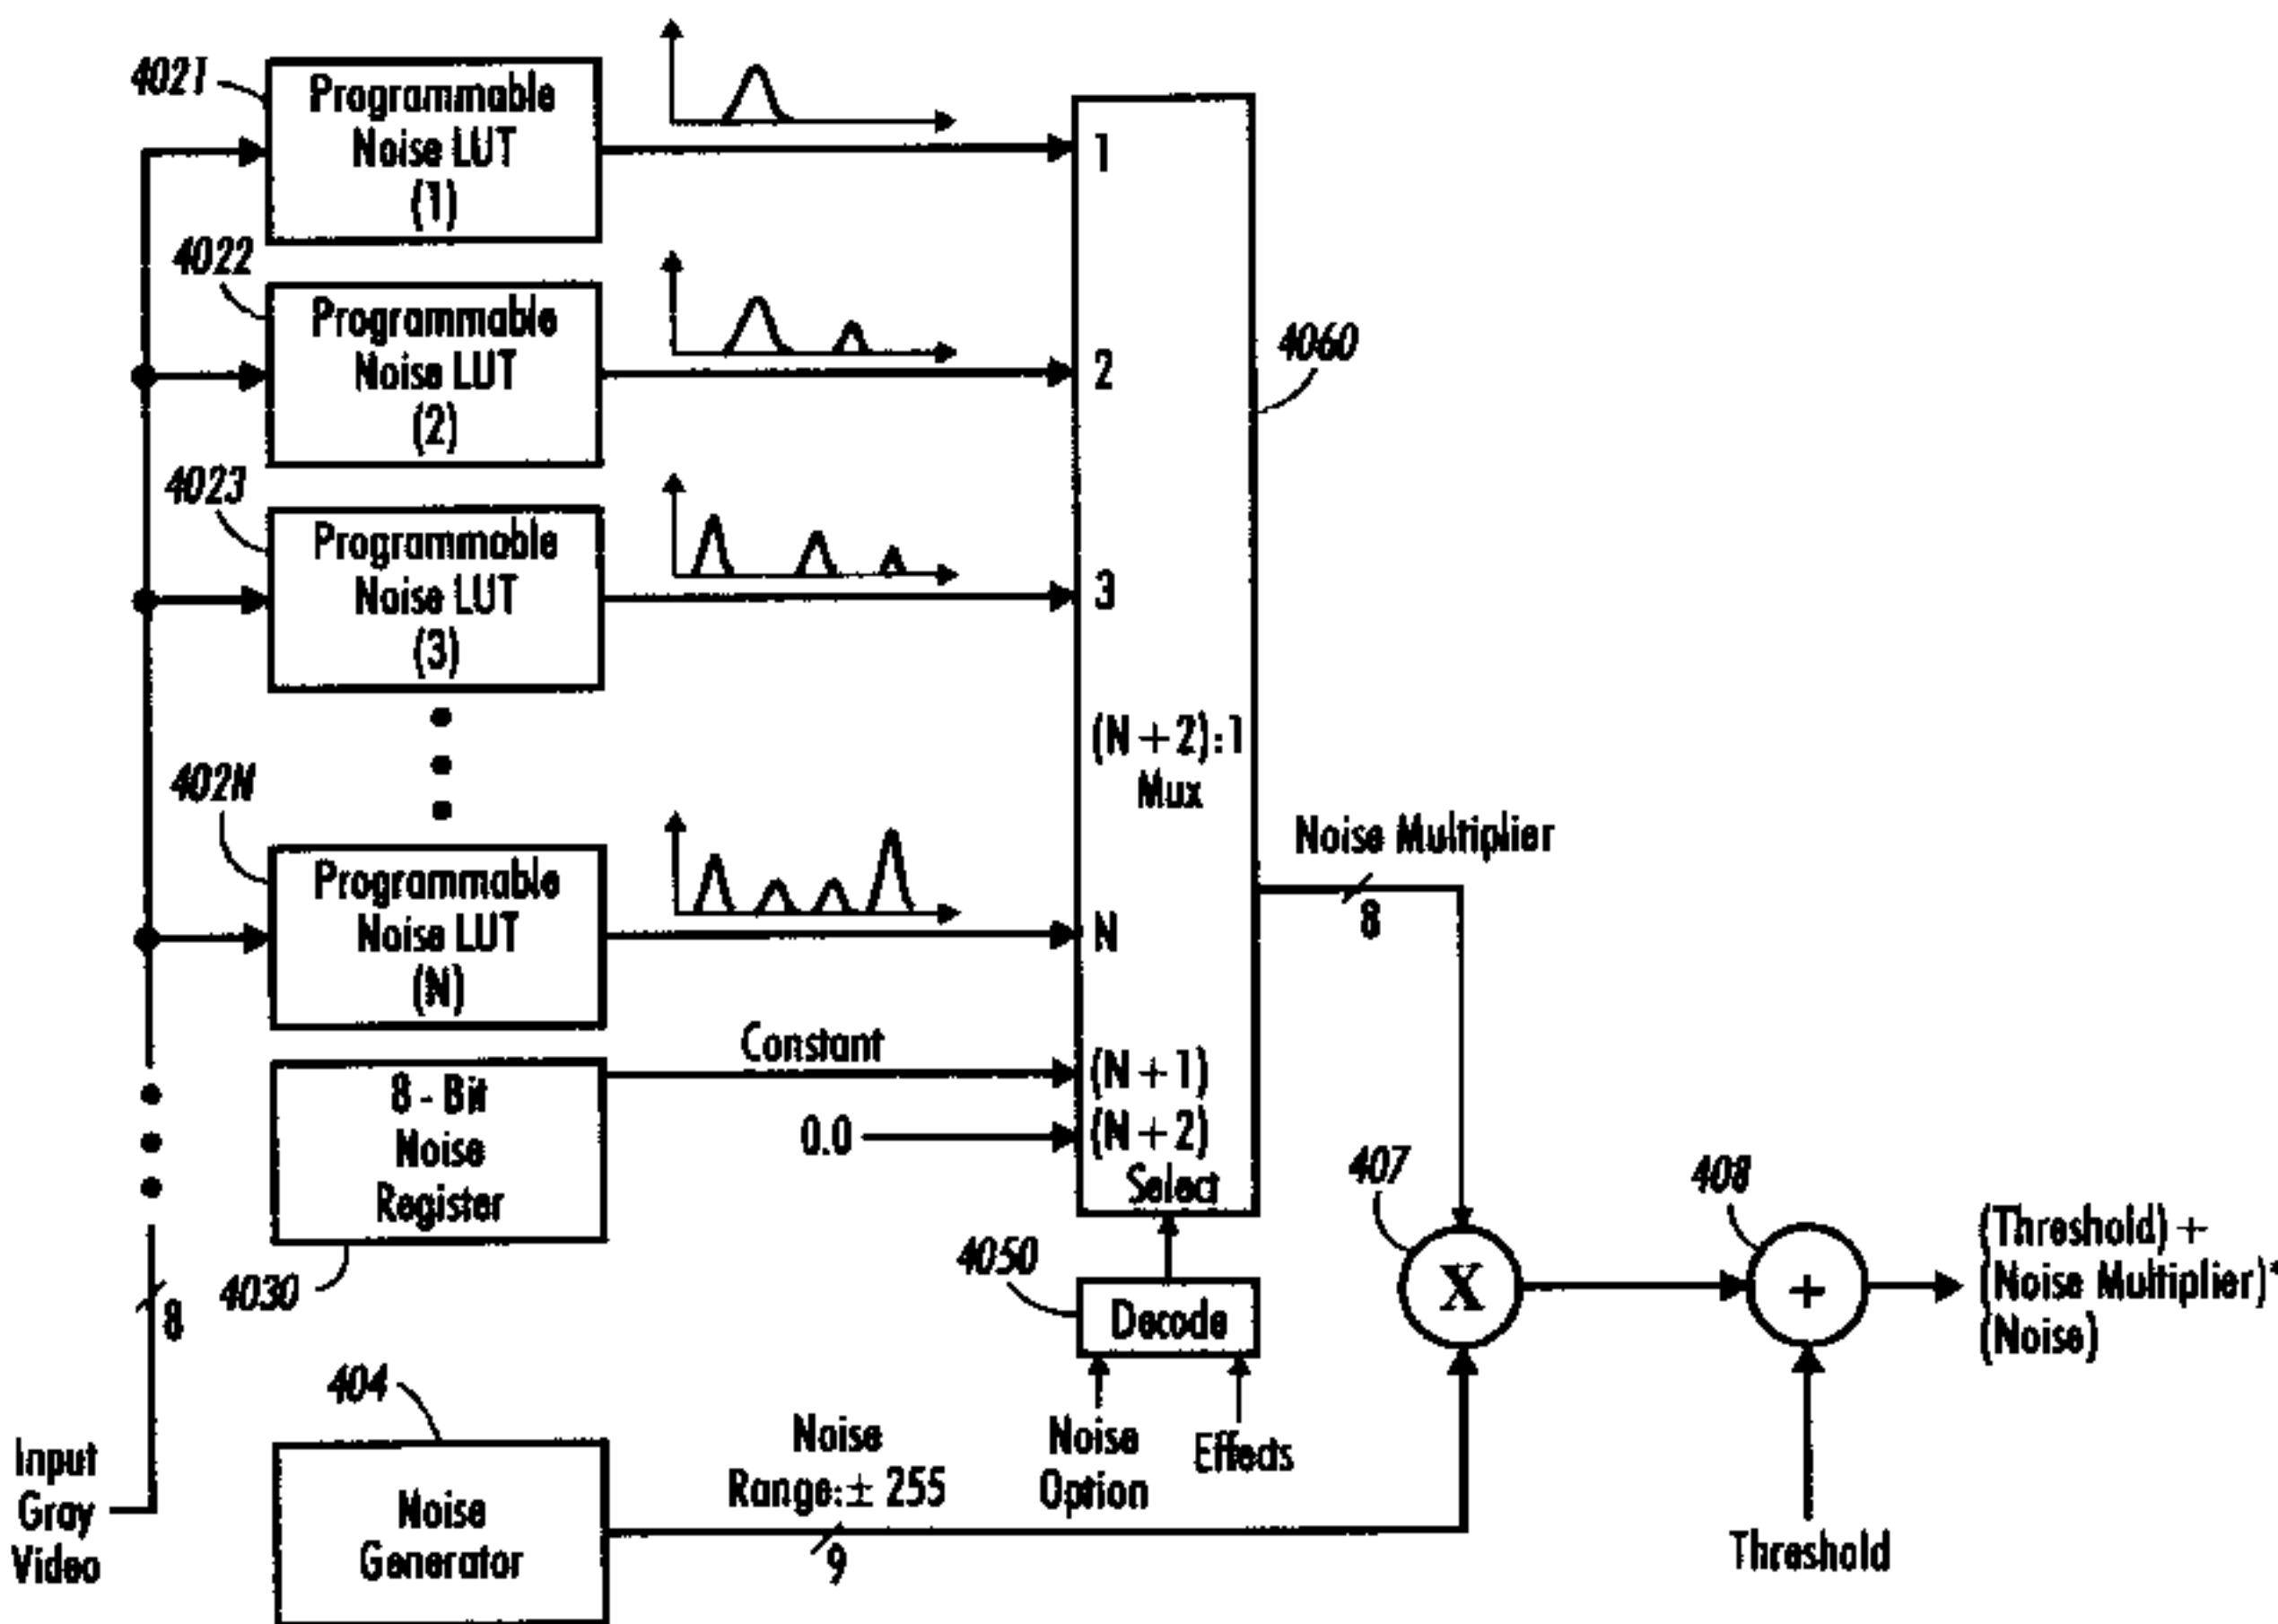 4021
Programmable
Noise LUT
(1)
1
4022
Programmable
Noise LUT
(2)
2
4060
4023
Programmable
Noise LUT
(3)
3
(N + 2):1
Mux
402N
Programmable
Noise LUT
(N)
N
Noise Multiplier
8
Constant
8 - Bit
Noise
Register
(N + 1)
0.0
(N + 2)
Select
4030
8
4050
Decode
407
X
408
+
(Threshold) +
(Noise Multiplier)*
(Noise)
404
Noise
Generator
Noise
Range:± 255
9
Noise
Option
Effects
Input
Gray
Video
Threshold